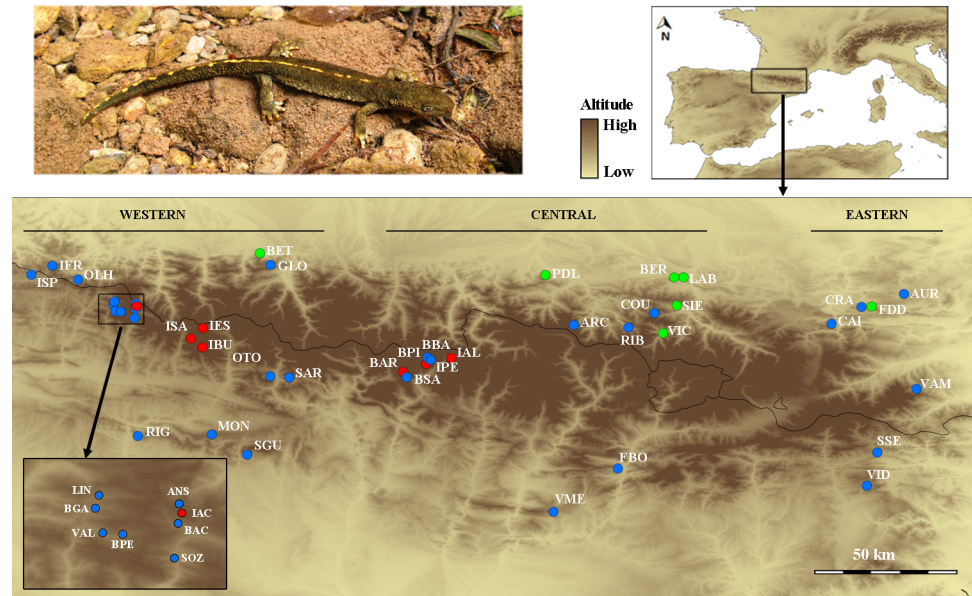 N
Altitude
High
Low
WESTERN
CENTRAL
EASTERN
BET
IFR
GLO
ISP
OLH
PDL
BER
LAB
AUR
CRA
FDD
CAI
COU
SIE
ISA
IES
ARC
RIB
VIC
IBU
OTO
BPI
BBA
IAL
BAR
IPE
BSA
SAR
VAM
RIG
MON
SGU
SSE
FBO
VID
VME
LIN
ANS
BGA
IAC
VAL
BPE
BAC
SOZ
50 km